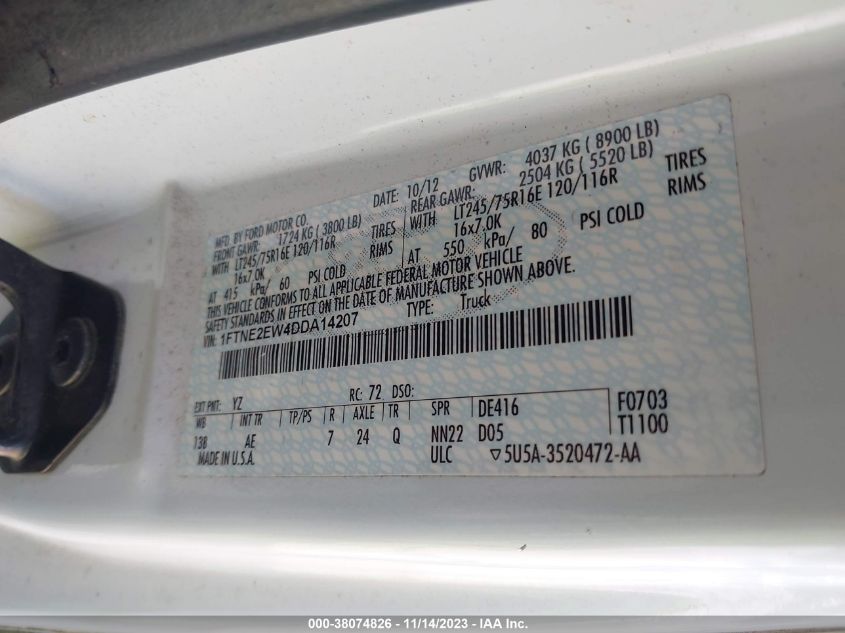 MFD. BY FORD MOTOR CO.
DATE: 10/12 GVWR: 4037 KG ( 8900 LB)
FRONT GAWR: 1724 KG ( 3800 LB)
REAR GAWR: 2504 KG ( 5520 LB)
WITH LT245/75R16E 120/116R TIRES
WITH LT245/75R16E 120/116R TIRES
16x7.0K RIMS
16x7.0K RIMS
AT 415 kPa/ 60 PSI COLD
AT 550 kPa/ 80 PSI COLD
THIS VEHICLE CONFORMS TO ALL APPLICABLE FEDERAL MOTOR VEHICLE
SAFETY STANDARDS IN EFFECT ON THE DATE OF MANUFACTURE SHOWN ABOVE.
VIN: 1FTNE2EW4DDA14207 TYPE: Truck
EXT PNT: YZ RC: 72 DSO:
WB INT TR TP/PS R AXLE TR SPR DE416 F0703
138 AE 7 24 Q NN22 D05 T1100
MADE IN U.S.A. ULC ▽5U5A-3520472-AA
000-38074826 - 11/14/2023 - IAA Inc.